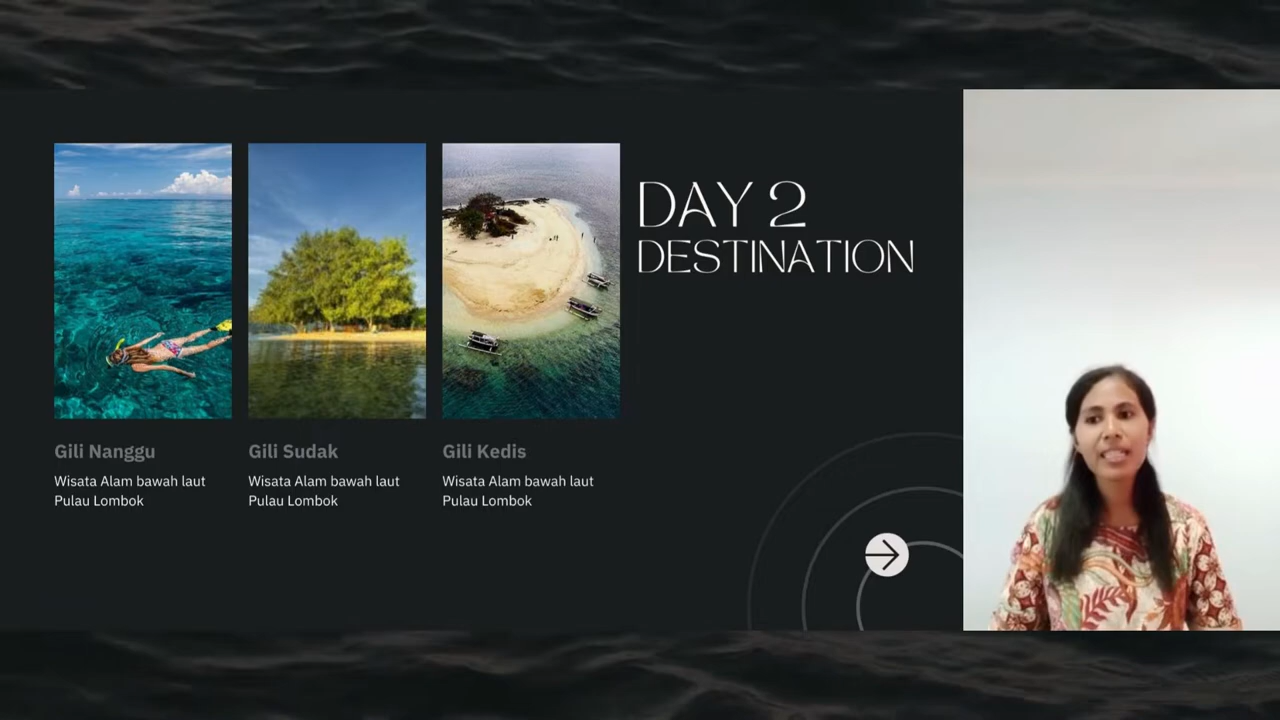 DAY 2
DESTINATION
Gili Nanggu
Wisata Alam bawah laut
Pulau Lombok
Gili Sudak
Wisata Alam bawah laut
Pulau Lombok
Gili Kedis
Wisata Alam bawah laut
Pulau Lombok